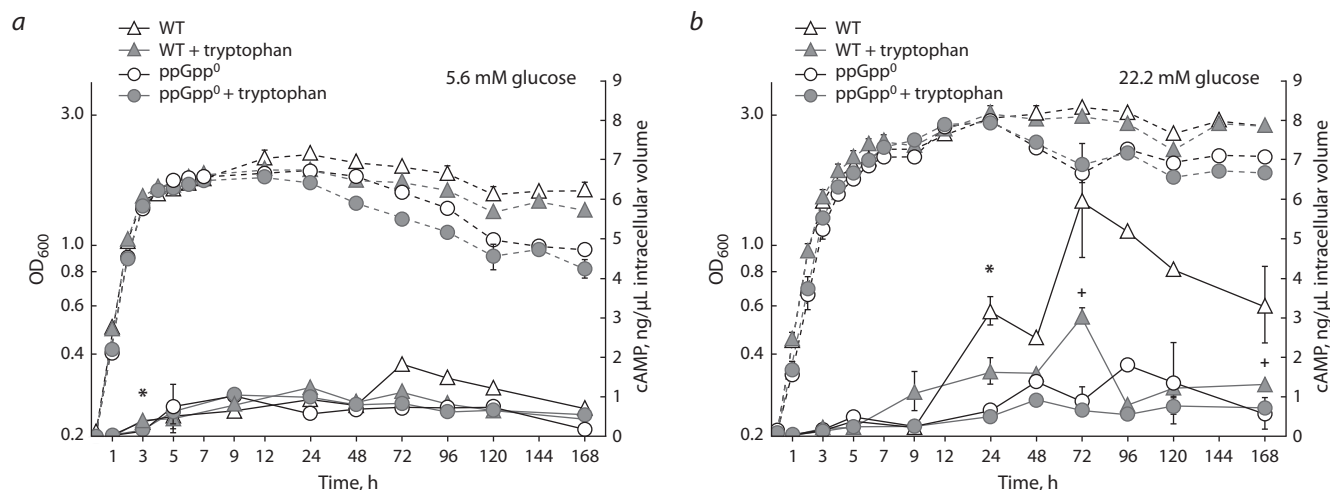 a
WT
WT + tryptophan
ppGpp⁰
ppGpp⁰ + tryptophan
5.6 mM glucose
3.0
1.0
0.8
0.6
0.4
0.2
OD₆₀₀
9
8
7
6
5
4
3
2
1
0
cAMP, ng/µL intracellular volume
*
+
1 3 5 7 9 12 24 48 72 96 120 144 168
Time, h
b
WT
WT + tryptophan
ppGpp⁰
ppGpp⁰ + tryptophan
22.2 mM glucose
3.0
1.0
0.8
0.6
0.4
0.2
OD₆₀₀
9
8
7
6
5
4
3
2
1
0
cAMP, ng/µL intracellular volume
*
+
+
+
1 3 5 7 9 12 24 48 72 96 120 144 168
Time, h